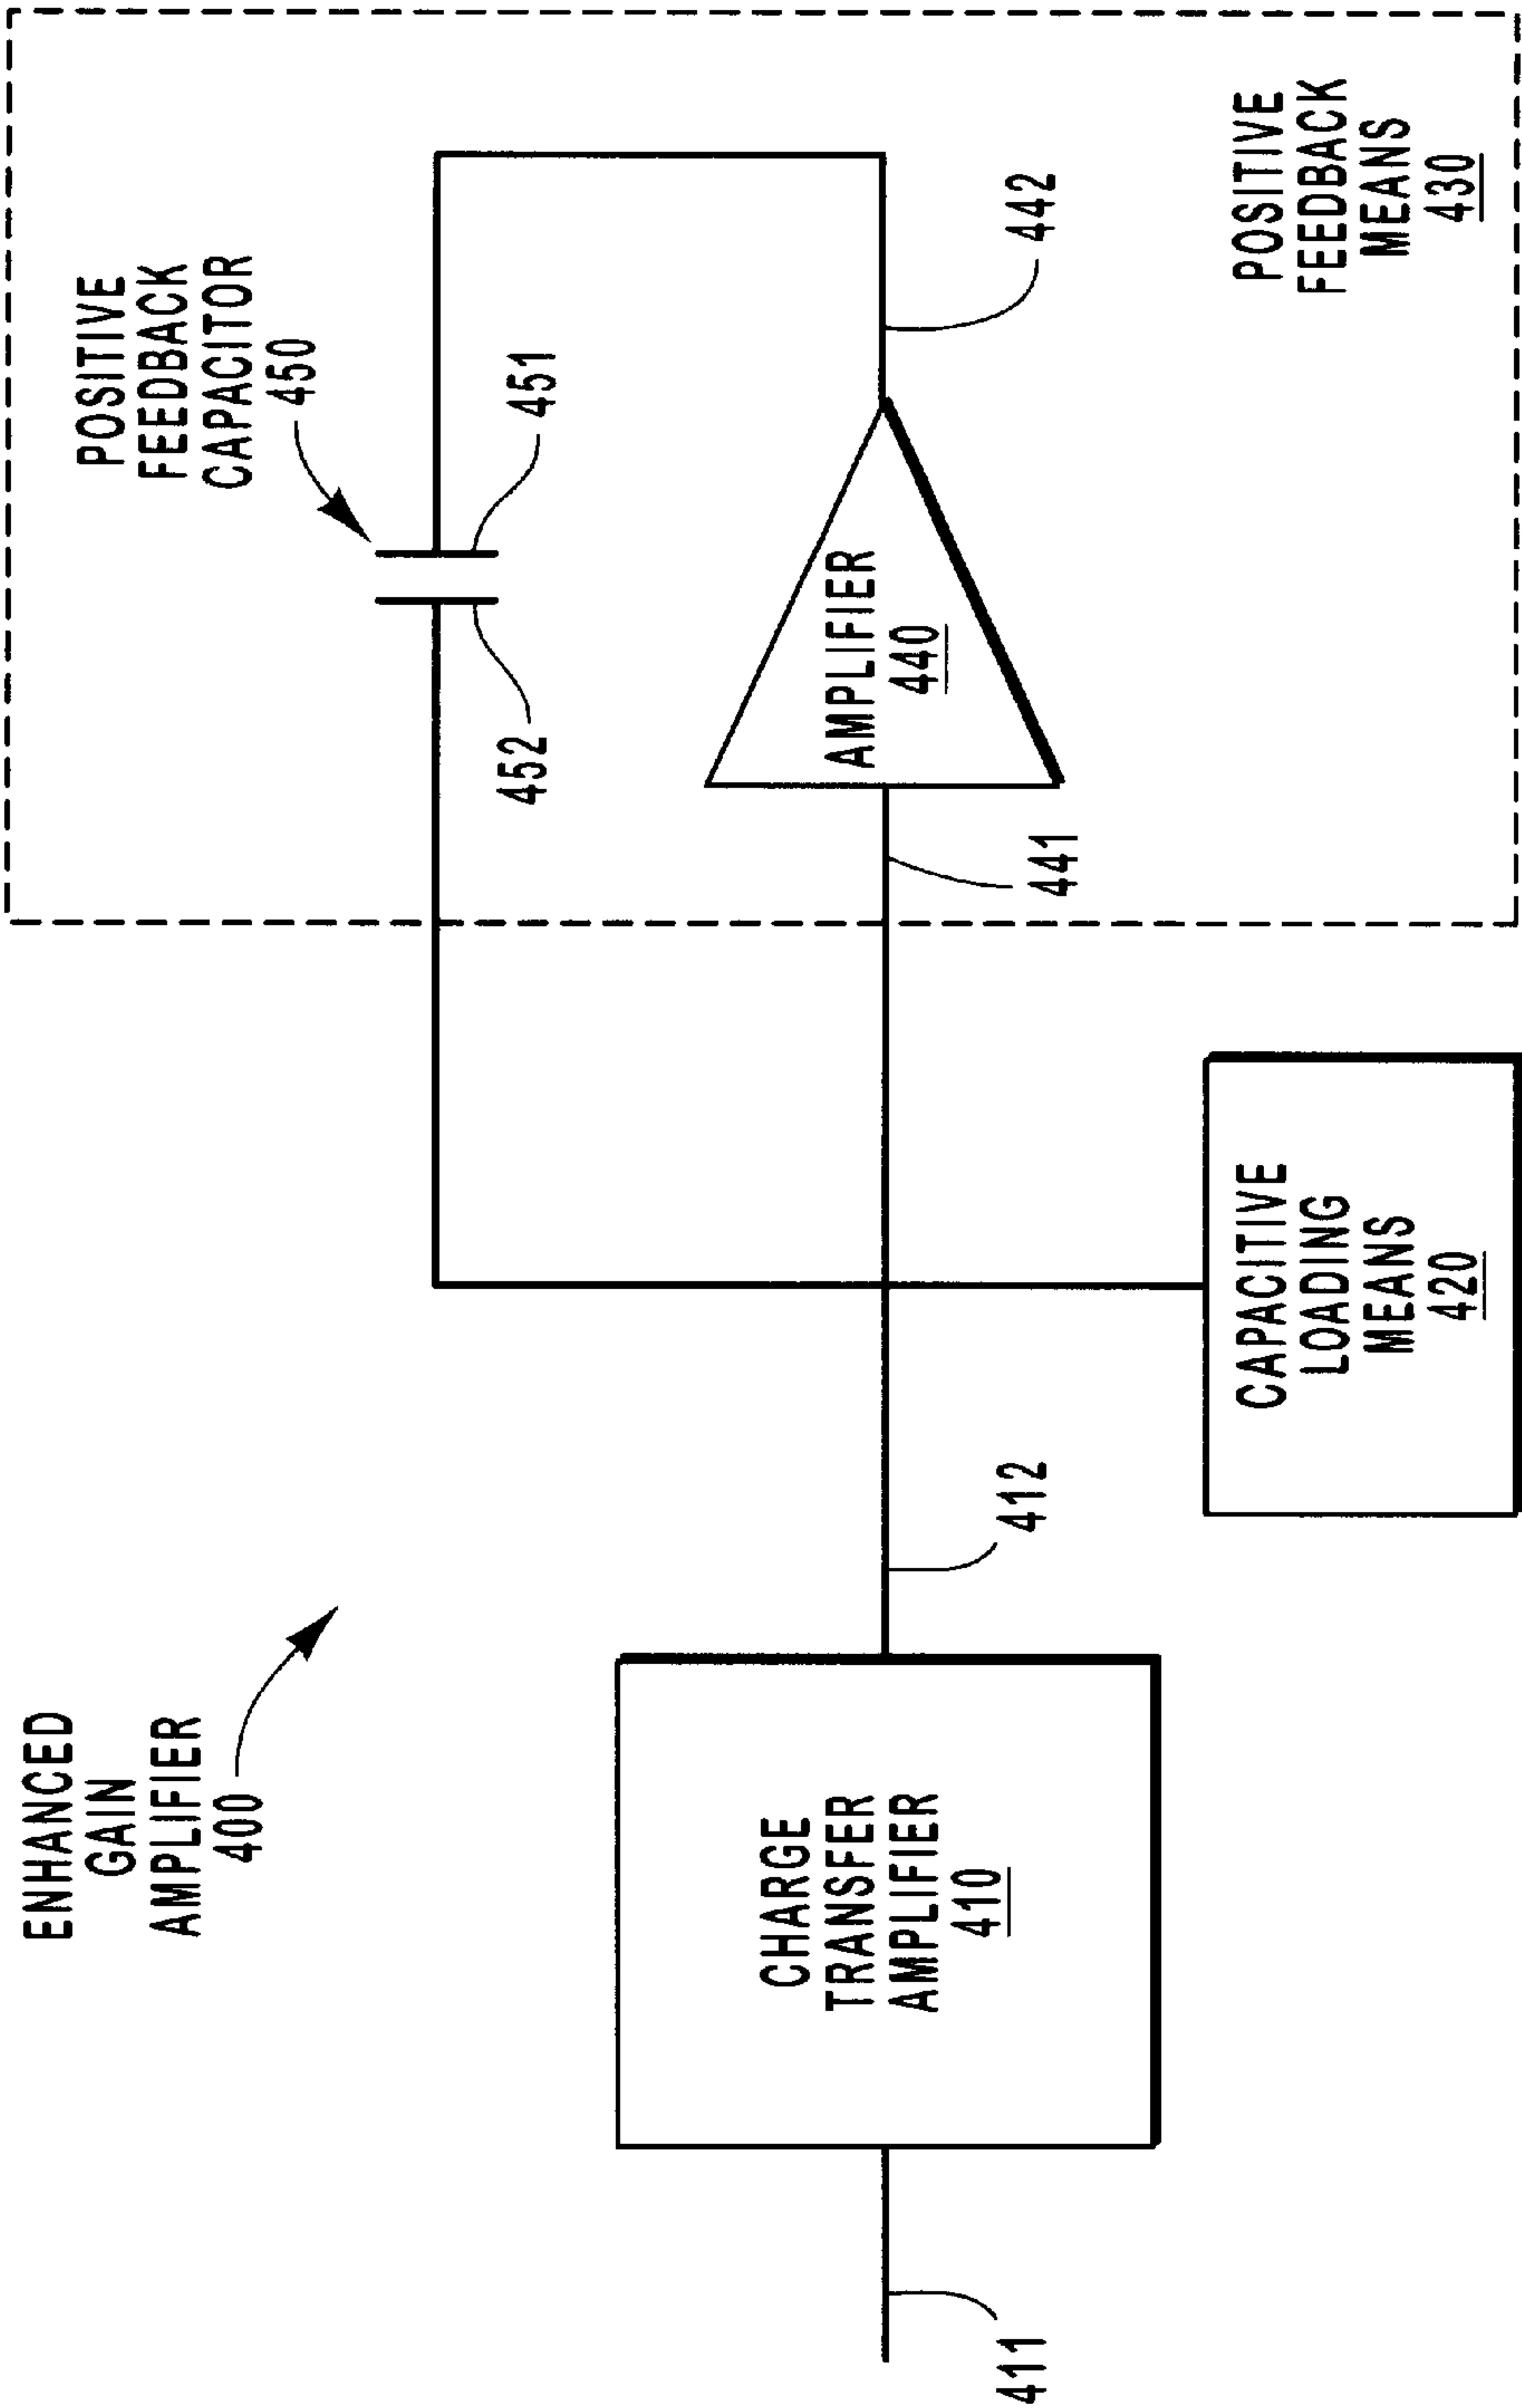 ENHANCED
GAIN
AMPLIFIER
400
POSITIVE
FEEDBACK
CAPACITOR
450
452
451
AMPLIFIER
440
441
442
411
CHARGE
TRANSFER
AMPLIFIER
410
412
CAPACITIVE
LOADING
MEANS
420
POSITIVE
FEEDBACK
MEANS
430